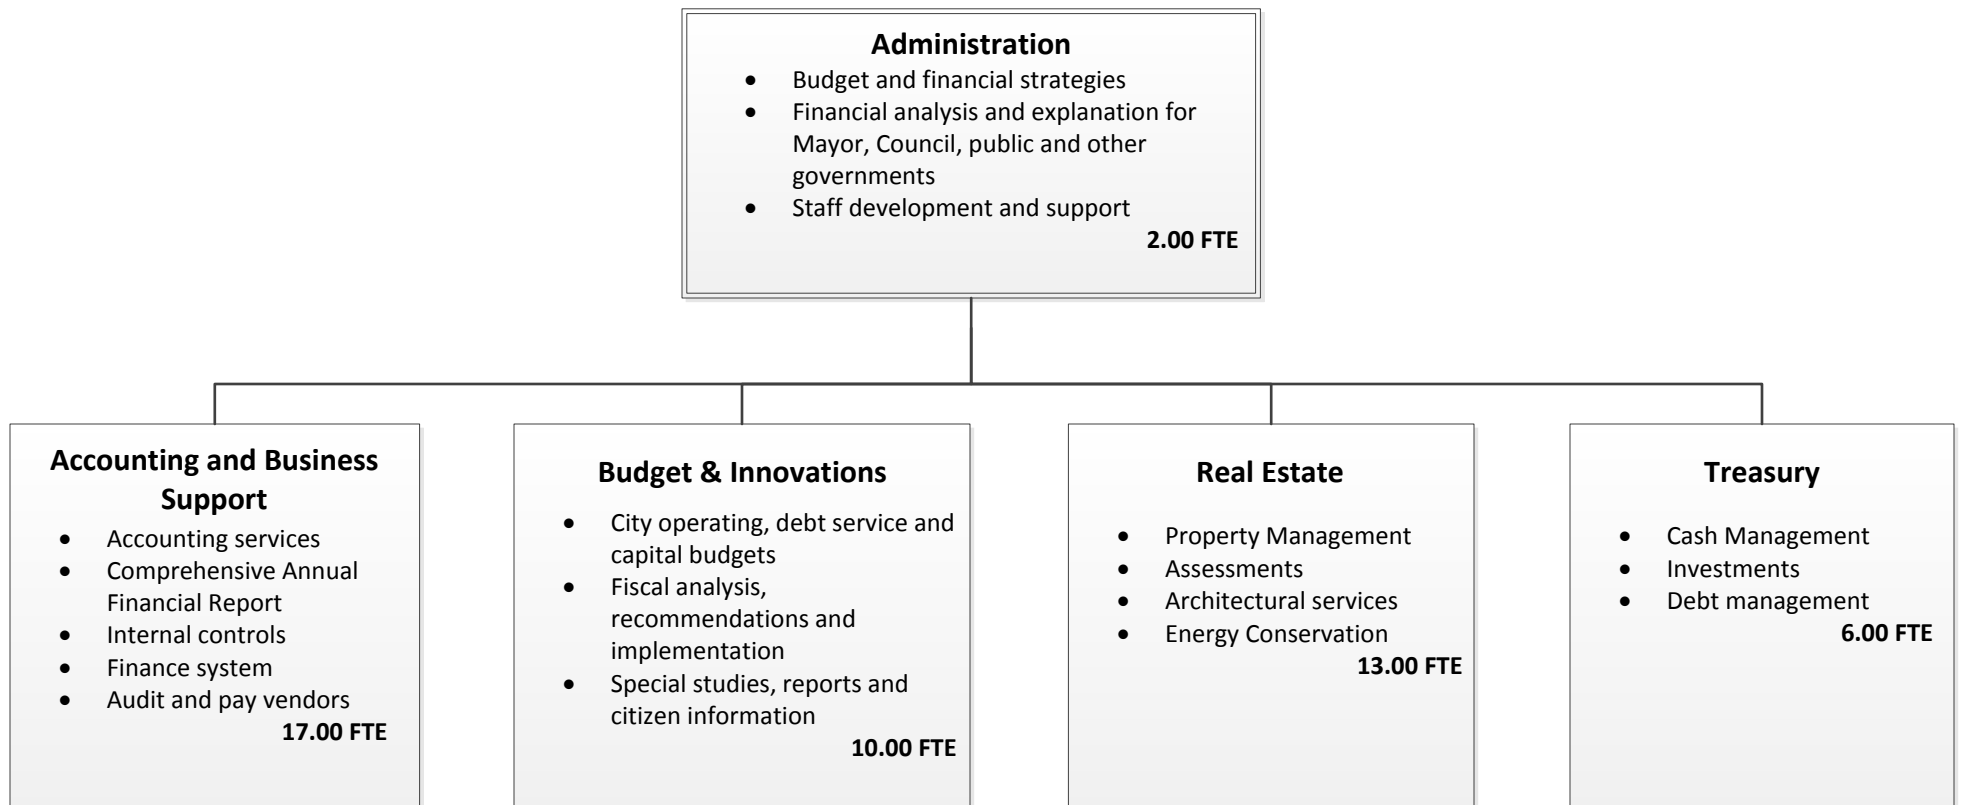 Administration
• Budget and financial strategies
• Financial analysis and explanation for
Mayor, Council, public and other
governments
• Staff development and support
2.00 FTE
Accounting and Business
Support
• Accounting services
• Comprehensive Annual
Financial Report
• Internal controls
• Finance system
• Audit and pay vendors
17.00 FTE
Budget & Innovations
• City operating, debt service and
capital budgets
• Fiscal analysis,
recommendations and
implementation
• Special studies, reports and
citizen information
10.00 FTE
Real Estate
• Property Management
• Assessments
• Architectural services
• Energy Conservation
13.00 FTE
Treasury
• Cash Management
• Investments
• Debt management
6.00 FTE